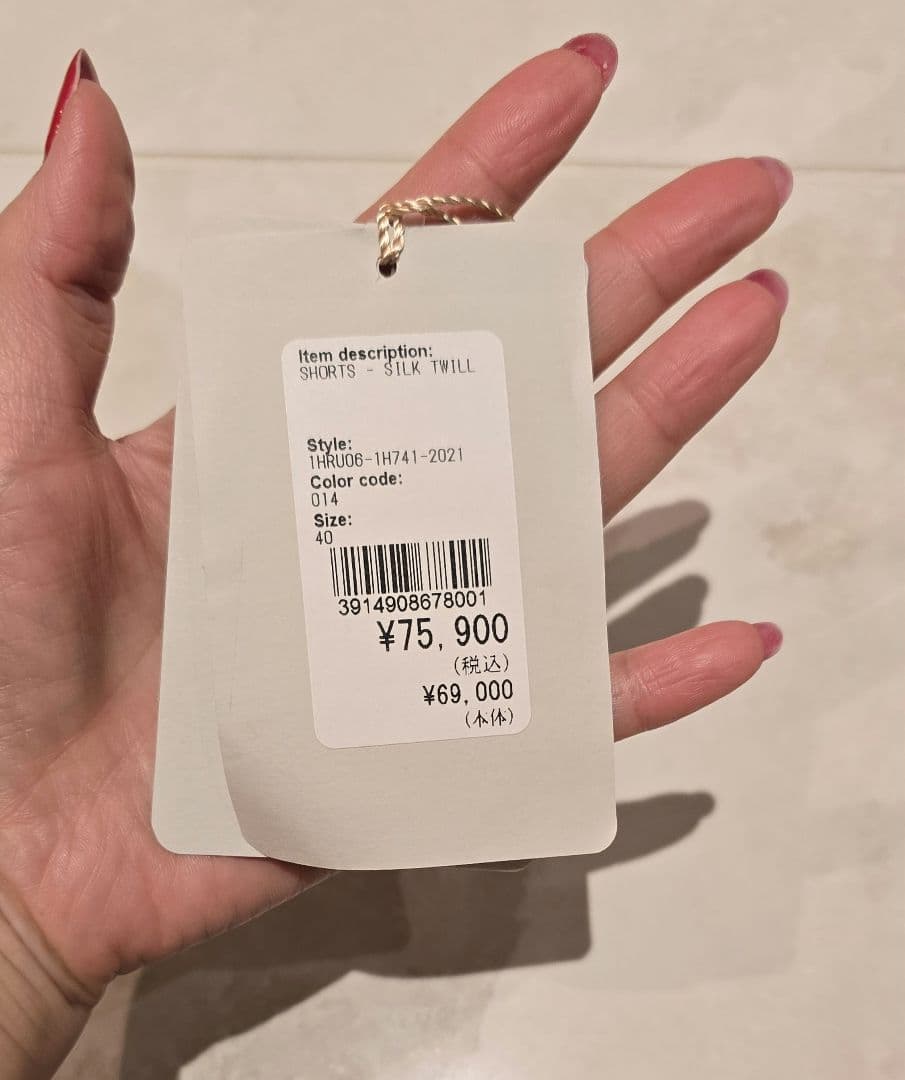 Item description:
SHORTS - SILK TWILL
Style:
1HRU06-1H741-2021
Color code:
014
Size:
40
3914908678001
¥75,900
(税込)
¥69,000
(本体)